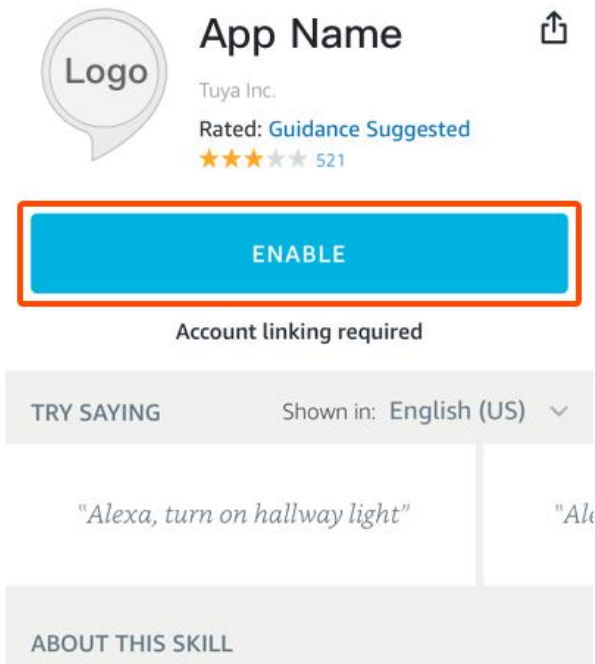 App Name
Logo
Tuya Inc.
Rated: Guidance Suggested
521
ENABLE
Account linking required
TRY SAYING Shown in: English (US)
"Alexa, turn on hallway light" "Ale
ABOUT THIS SKILL